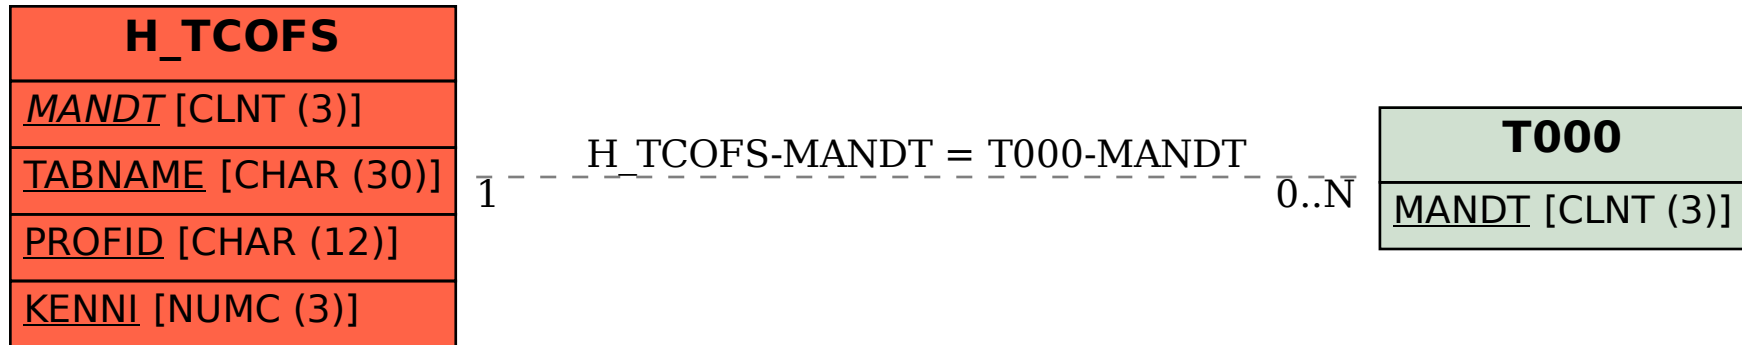 H_TCOFS
MANDT [CLNT (3)]
TABNAME [CHAR (30)]
PROFID [CHAR (12)]
KENNI [NUMC (3)]
H_TCOFS-MANDT = T000-MANDT
1
0..N
T000
MANDT [CLNT (3)]